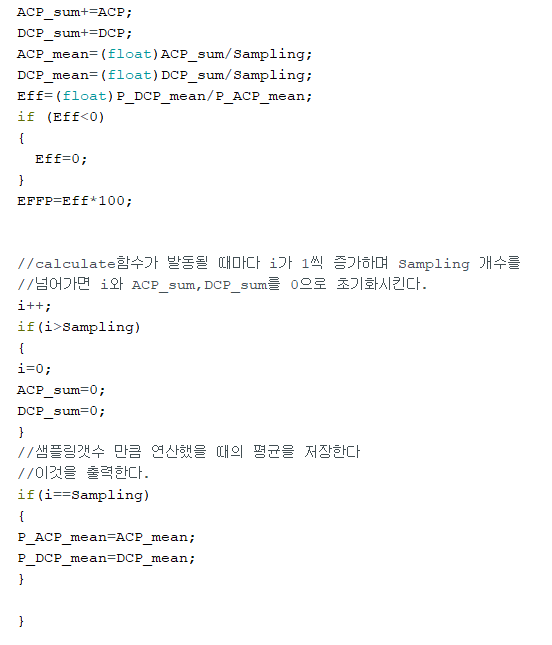 ACP_sum+=ACP;
DCP_sum+=DCP;
ACP_mean=(float)ACP_sum/Sampling;
DCP_mean=(float)DCP_sum/Sampling;
Eff=(float)P_DCP_mean/P_ACP_mean;
if (Eff<0)
{
  Eff=0;
}
EFFP=Eff*100;
//calculate함수가 발동될 때마다 i가 1씩 증가하며 Sampling 개수를
//넘어가면 i와 ACP_sum,DCP_sum를 0으로 초기화시킨다.
i++;
if(i>Sampling)
{
i=0;
ACP_sum=0;
DCP_sum=0;
}
//샘플링갯수 만큼 연산했을 때의 평균을 저장한다
//이것을 출력한다.
if(i==Sampling)
{
P_ACP_mean=ACP_mean;
P_DCP_mean=DCP_mean;
}
}